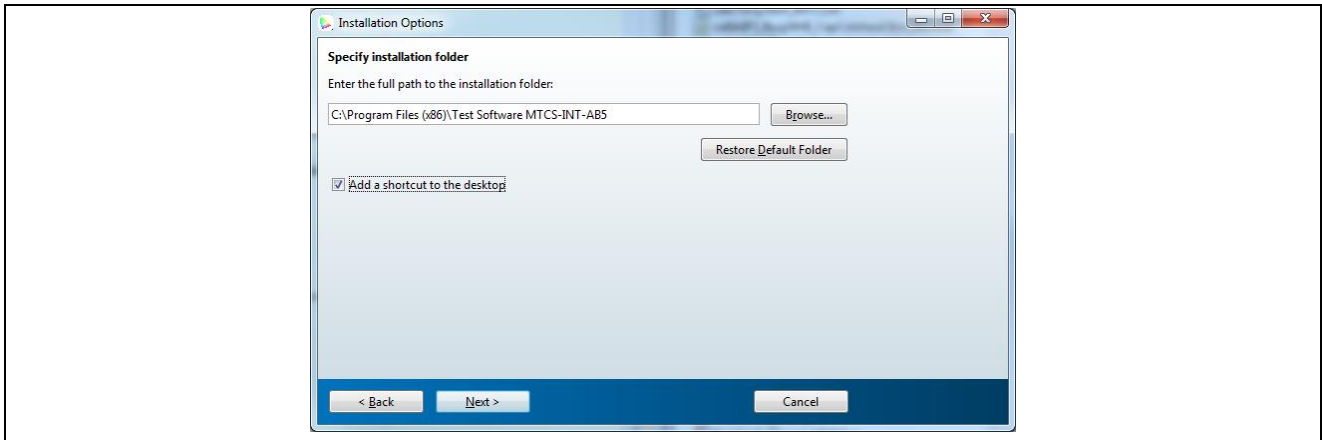 Installation Options
Specify installation folder
Enter the full path to the installation folder:
C:\Program Files (x86)\Test Software MTCS-INT-AB5
Browse...
Restore Default Folder
Add a shortcut to the desktop
< Back Next > Cancel